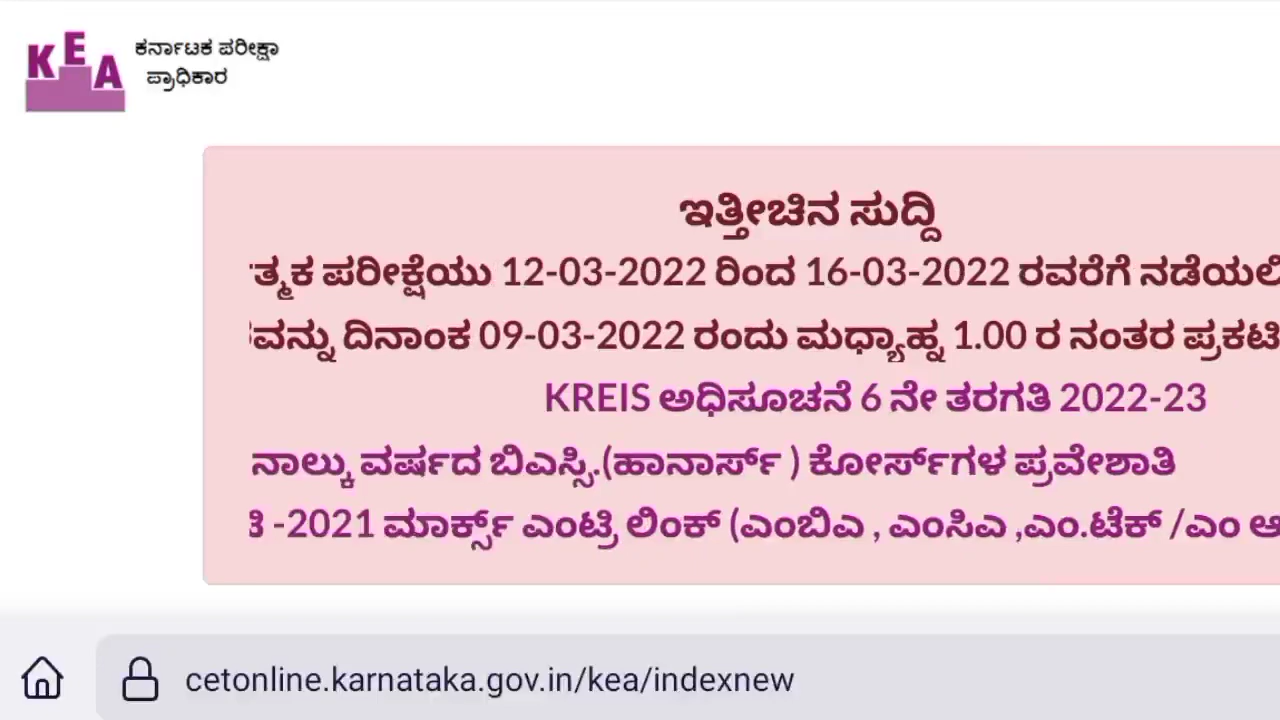 KEA
ಕರ್ನಾಟಕ ಪರೀಕ್ಷಾ
ಪ್ರಾಧಿಕಾರ
ಇತ್ತೀಚಿನ ಸುದ್ದಿ
ಪರೀಕ್ಷೆಯು 12-03-2022 ರಿಂದ 16-03-2022 ರವರೆಗೆ
ದಿನಾಂಕ 09-03-2022 ರಂದು ಮಧ್ಯಾಹ್ನ 1.00 ರ ನಂತರ
KREIS ಅಧಿಸೂಚನೆ 6 ನೇ ತರಗತಿ 2022-23
ನಾಲ್ಕು ವರ್ಷದ ಬಿಎಸ್ಸಿ.(ಹಾನಾರ್ಸ್ ) ಕೋರ್ಸ್‌ಗಳ ಪ್ರವೇಶಾತಿ
-2021 ಮಾರ್ಕ್ಸ್ ಎಂಟ್ರಿ ಲಿಂಕ್ (ಎಂಬಿಎ , ಎಂಸಿಎ ,ಎಂ.ಟೆಕ್ /ಎಂ
cetonline.karnataka.gov.in/kea/indexnew